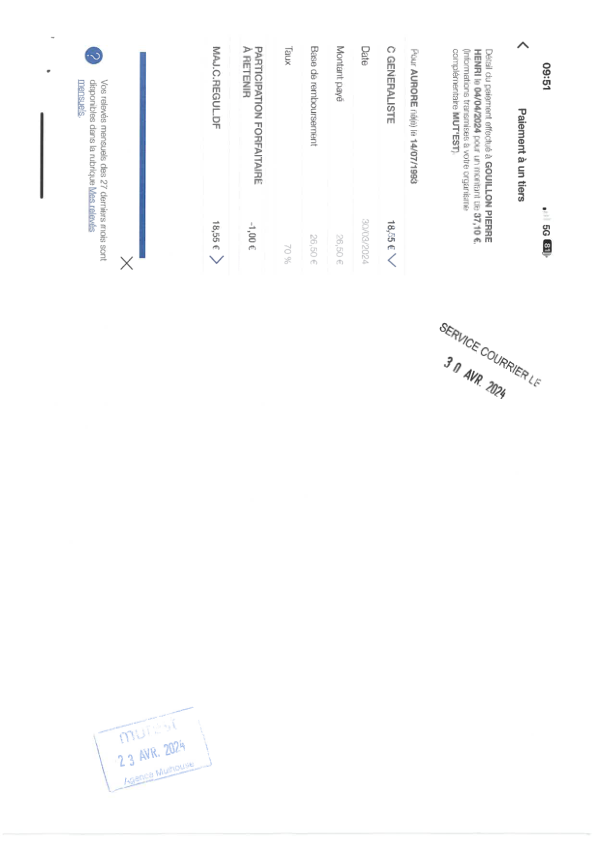 09:51
5G 81
Paiement à un tiers
Détail du paiement effectué à GOUILLON PIERRE
HENRI le 04/04/2024 pour un montant de 37,10 €.
(Informations transmises à votre organisme
complémentaire MUT'EST).
Pour AURORE né(e) le 14/07/1993
C GENERALISTE 18,55 €
Date 30/03/2024
Montant payé 26,50 €
Base de remboursement 26,50 €
Taux 70 %
PARTICIPATION FORFAITAIRE
À RETENIR -1,00 €
MAJ.C.REGUL.DF 18,55 €
Vos relevés mensuels des 27 derniers mois sont
disponibles dans la rubrique Mes relevés
mensuels.
SERVICE COURRIER LE
30 AVR. 2024
mutest
23 AVR. 2024
Agence Mulhouse